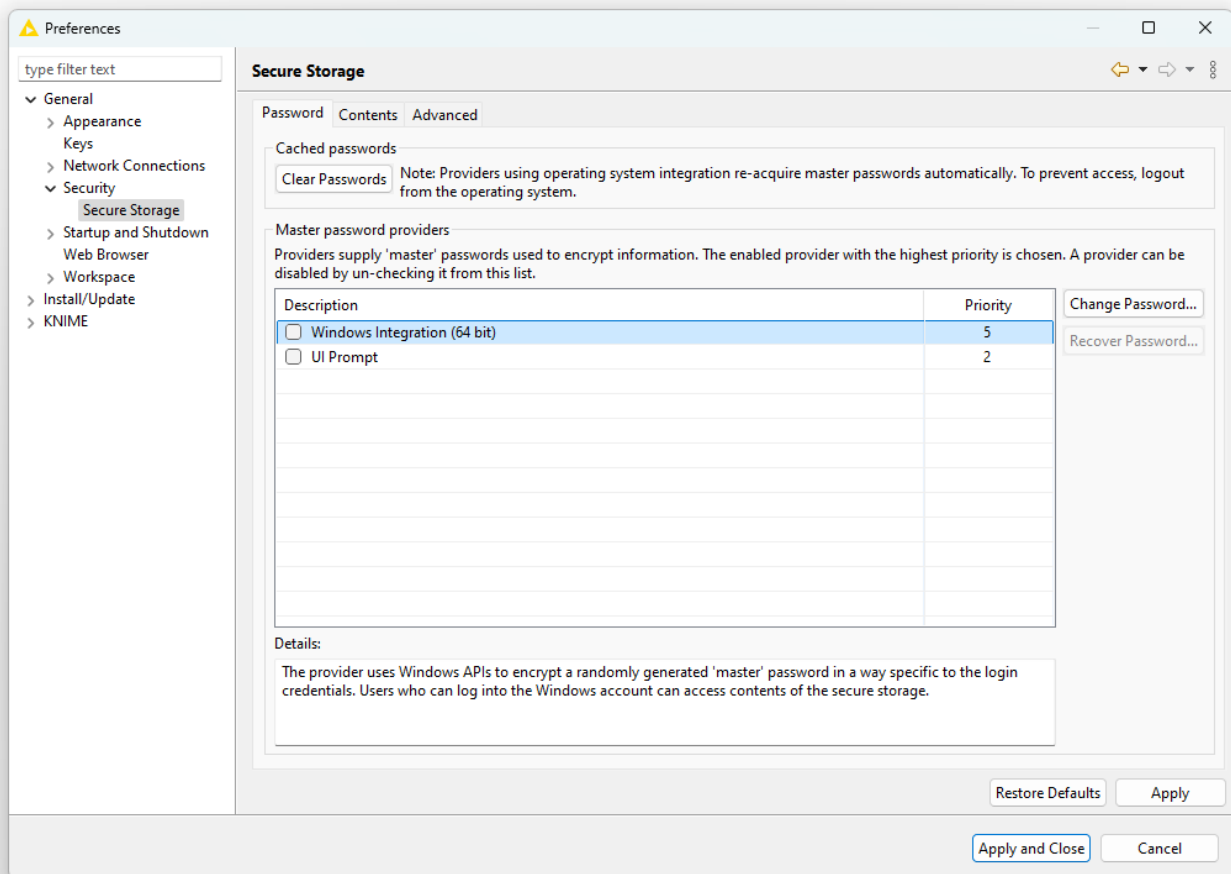 Preferences
type filter text
General
Appearance
Keys
Network Connections
Security
Secure Storage
Startup and Shutdown
Web Browser
Workspace
Install/Update
KNIME
Secure Storage
Password Contents Advanced
Cached passwords
Clear Passwords
Note: Providers using operating system integration re-acquire master passwords automatically. To prevent access, logout
from the operating system.
Master password providers
Providers supply 'master' passwords used to encrypt information. The enabled provider with the highest priority is chosen. A provider can be
disabled by un-checking it from this list.
Description Priority
Windows Integration (64 bit) 5
UI Prompt 2
Change Password...
Recover Password...
Details:
The provider uses Windows APIs to encrypt a randomly generated 'master' password in a way specific to the login
credentials. Users who can log into the Windows account can access contents of the secure storage.
Restore Defaults Apply
Apply and Close Cancel